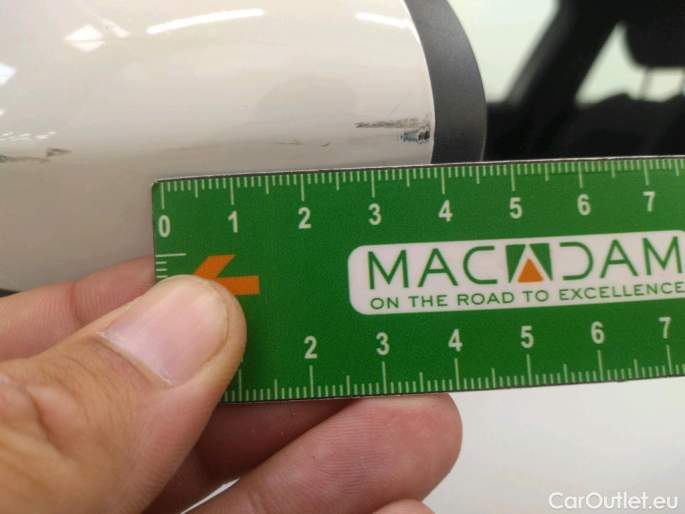 0 1 2 3 4 5 6 7
MACADAM
ON THE ROAD TO EXCELLENCE
2 3 4 5 6 7
CarOutlet.eu